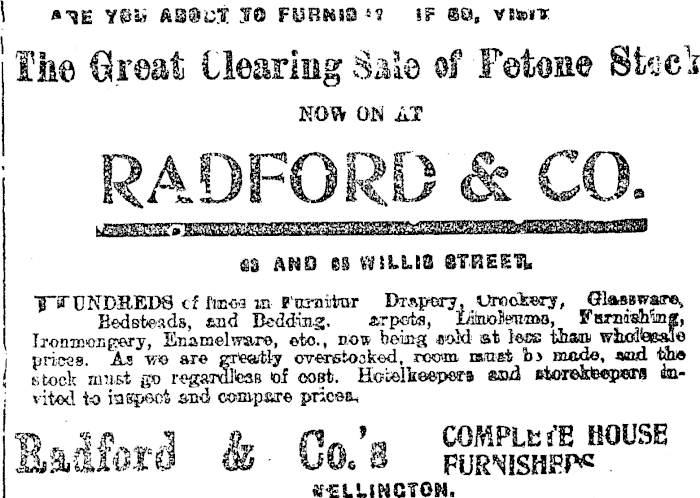 ARE YOU ABOUT TO FURNISH? IF SO, VISIT
The Great Clearing Sale of Petone Stock
NOW ON AT
RADFORD & CO.
AND WILLIS STREET,
HUNDREDS of lines in Furnitur Drapery, Crockery, Glassware,
Bedsteads, and Bedding. arpets, Linoleums, Furnishing,
Ironmongery, Enamelware, etc., now being sold at less than wholesale
prices. As we are greatly overstocked, room must be made, and the
stock must go regardless of cost. Hotelkeepers and storekeepers in-
vited to inspect and compare prices.
Radford & Co.'s COMPLETE HOUSE
FURNISHERS
WELLINGTON.